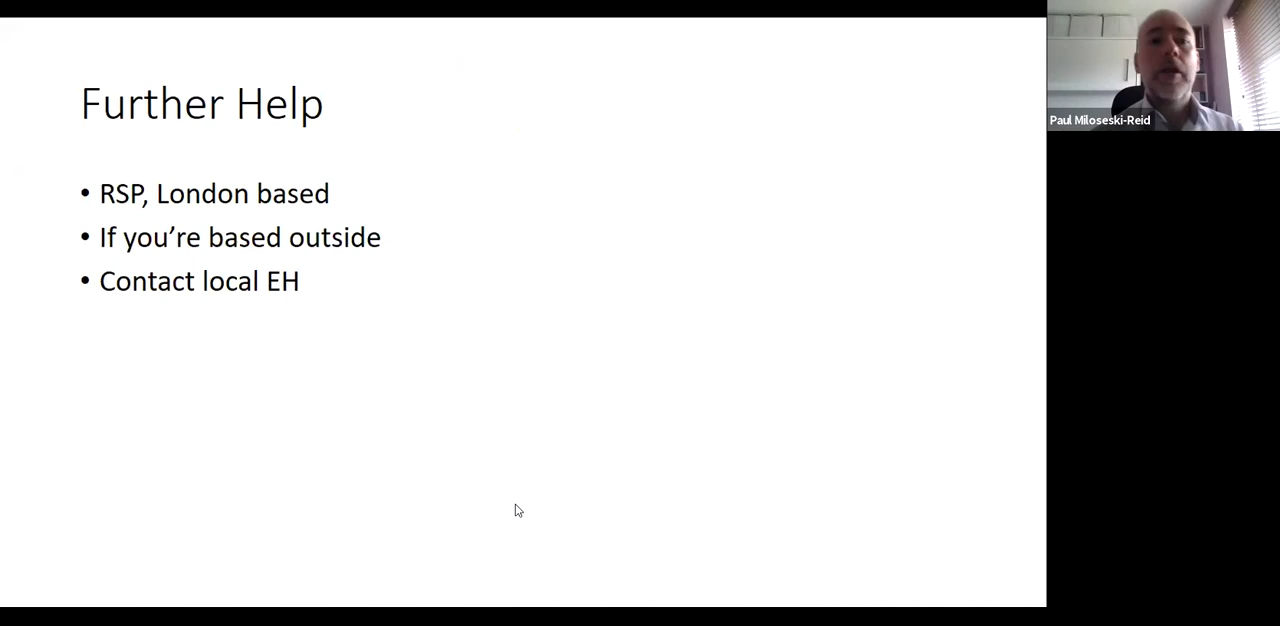 Further Help
• RSP, London based
• If you’re based outside
• Contact local EH
Paul Miloseski-Reid